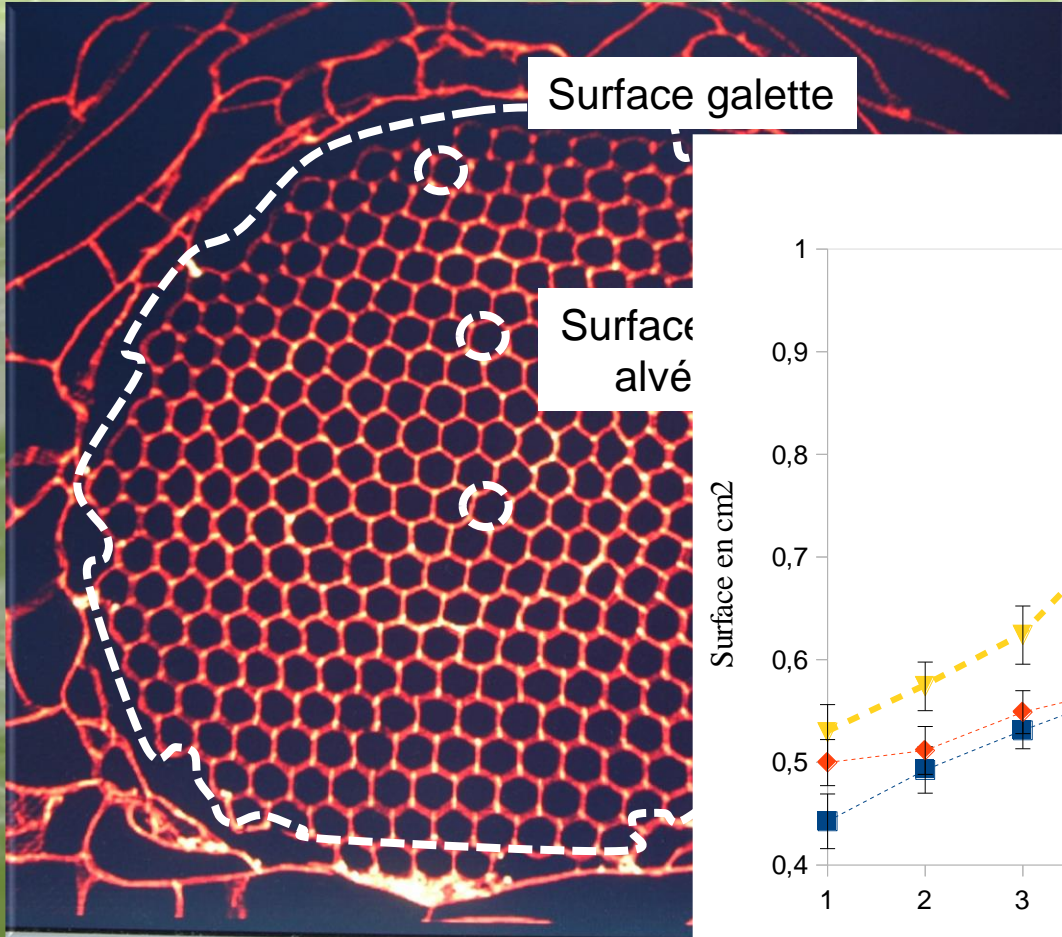 Surface galette
Surface
alvé
Surface en cm2
1
0,9
0,8
0,7
0,6
0,5
0,4
1 2 3